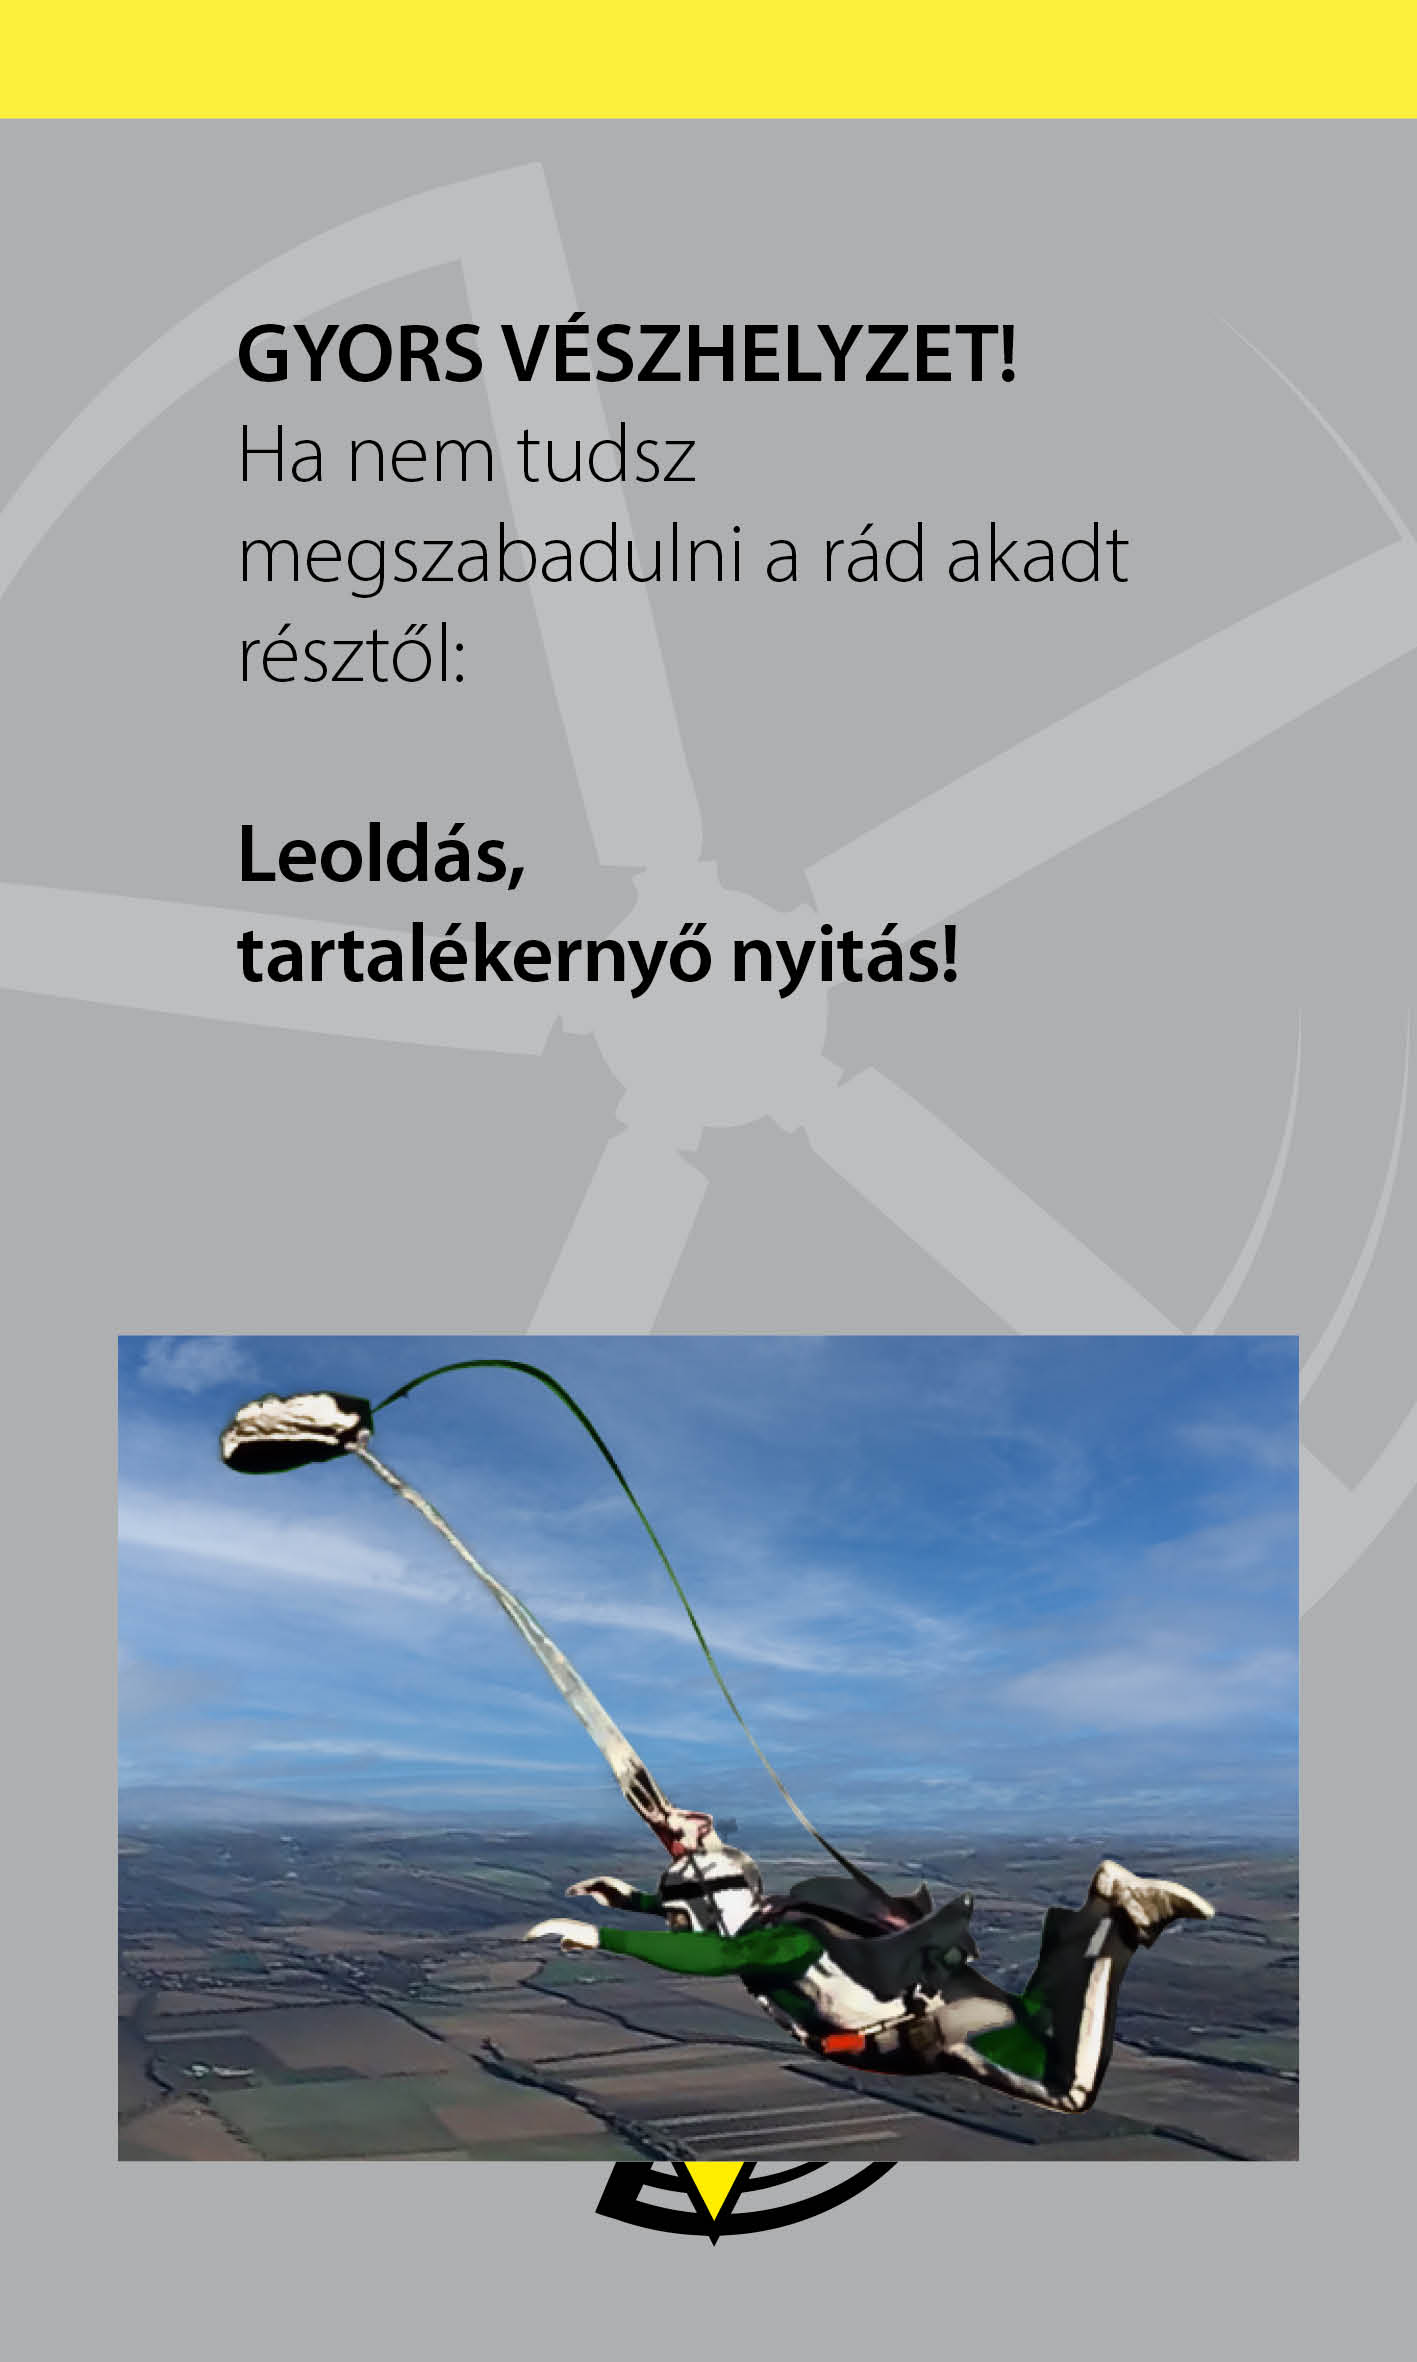 GYORS VÉSZHELYZET!
Ha nem tudsz
megszabadulni a rád akadt
résztől:
Leoldás,
tartalékernyő nyitás!